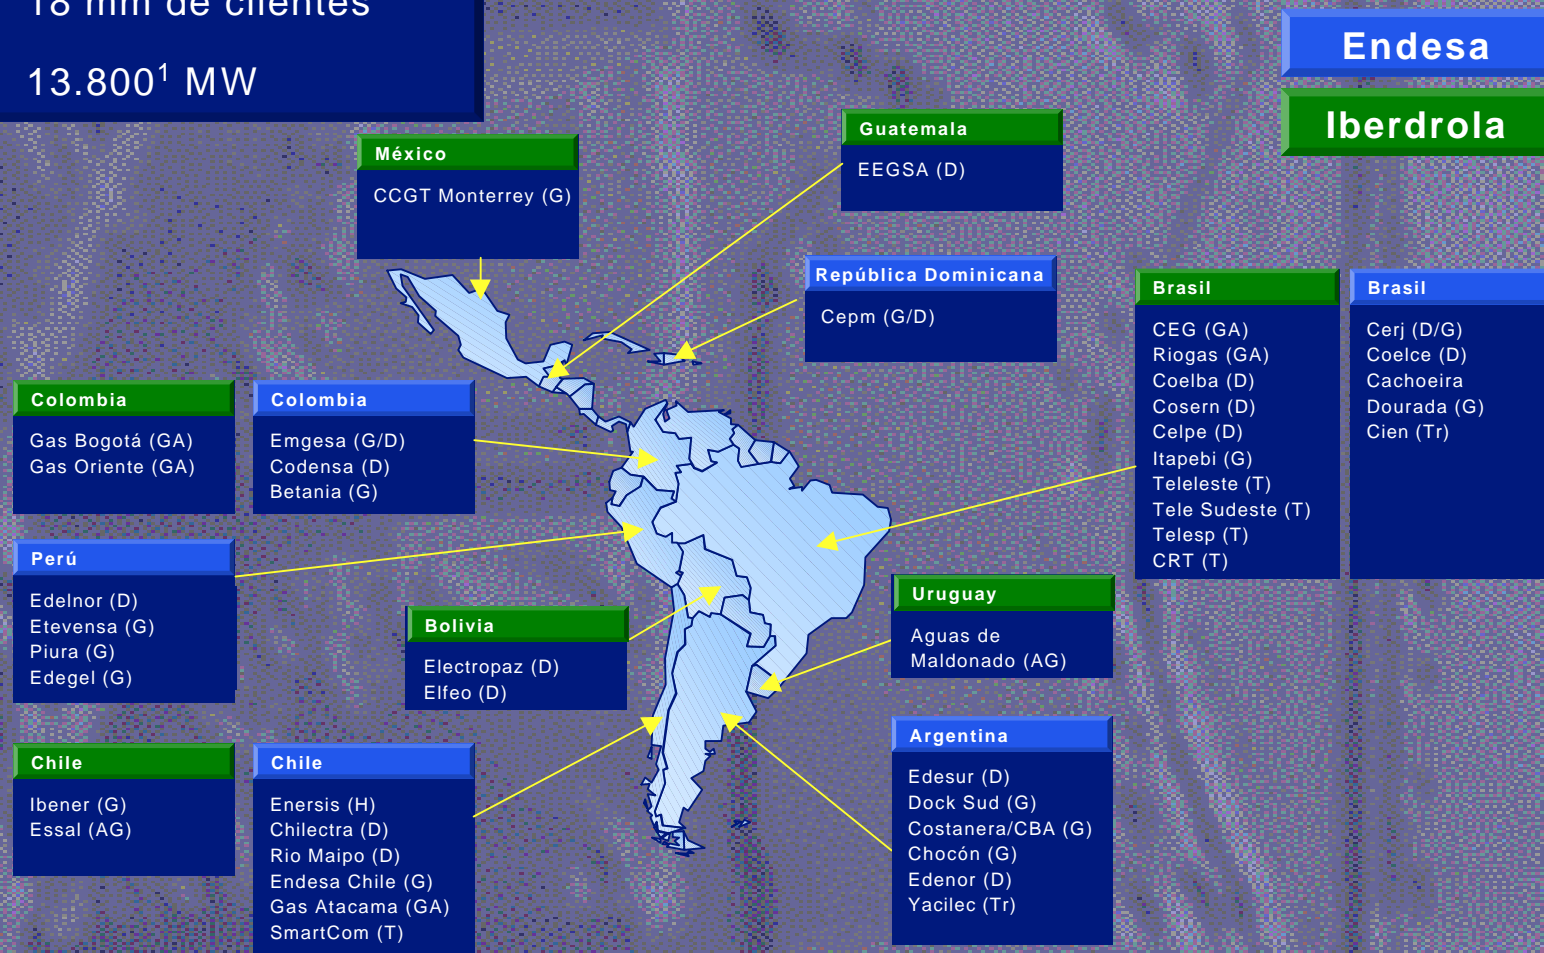 18 mm de clientes
13.800¹ MW
Endesa
Iberdrola
México
CCGT Monterrey (G)
Guatemala
EEGSA (D)
República Dominicana
Cepm (G/D)
Brasil
CEG (GA)
Riogas (GA)
Coelba (D)
Cosern (D)
Celpe (D)
Itapebi (G)
Teleleste (T)
Tele Sudeste (T)
Telesp (T)
CRT (T)
Brasil
Cerj (D/G)
Coelce (D)
Cachoeira
Dourada (G)
Cien (Tr)
Colombia
Gas Bogotá (GA)
Gas Oriente (GA)
Colombia
Emgesa (G/D)
Codensa (D)
Betania (G)
Perú
Edelnor (D)
Etevensa (G)
Piura (G)
Edegel (G)
Bolivia
Electropaz (D)
Elfeo (D)
Uruguay
Aguas de
Maldonado (AG)
Chile
Ibener (G)
Essal (AG)
Chile
Enersis (H)
Chilectra (D)
Rio Maipo (D)
Endesa Chile (G)
Gas Atacama (GA)
SmartCom (T)
Argentina
Edesur (D)
Dock Sud (G)
Costanera/CBA (G)
Chocón (G)
Edenor (D)
Yacilec (Tr)